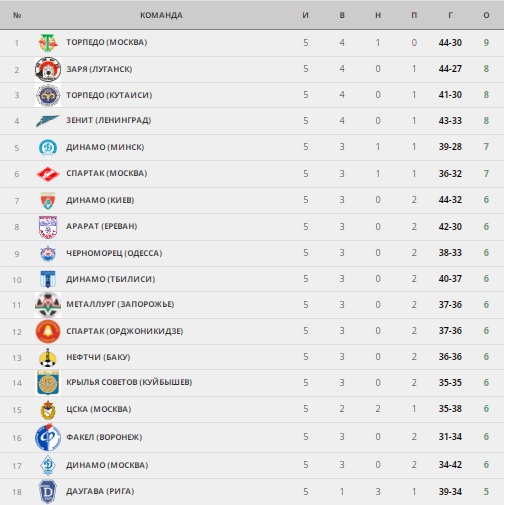 № КОМАНДА И В Н П Г О
1 ТОРПЕДО (МОСКВА) 5 4 1 0 44-30 9
2 ЗАРЯ (ЛУГАНСК) 5 4 0 1 44-27 8
3 ТОРПЕДО (КУТАИСИ) 5 4 0 1 41-30 8
4 ЗЕНИТ (ЛЕНИНГРАД) 5 4 0 1 43-33 8
5 ДИНАМО (МИНСК) 5 3 1 1 39-28 7
6 СПАРТАК (МОСКВА) 5 3 1 1 36-32 7
7 ДИНАМО (КИЕВ) 5 3 0 2 44-32 6
8 АРАРАТ (ЕРЕВАН) 5 3 0 2 42-30 6
9 ЧЕРНОМОРЕЦ (ОДЕССА) 5 3 0 2 38-33 6
10 ДИНАМО (ТБИЛИСИ) 5 3 0 2 40-37 6
11 МЕТАЛЛУРГ (ЗАПОРОЖЬЕ) 5 3 0 2 37-36 6
12 СПАРТАК (ОРДЖОНИКИДЗЕ) 5 3 0 2 37-36 6
13 НЕФТЧИ (БАКУ) 5 3 0 2 36-36 6
14 КРЫЛЬЯ СОВЕТОВ (КУЙБЫШЕВ) 5 3 0 2 35-35 6
15 ЦСКА (МОСКВА) 5 2 2 1 35-38 6
16 ФАКЕЛ (ВОРОНЕЖ) 5 3 0 2 31-34 6
17 ДИНАМО (МОСКВА) 5 3 0 2 34-42 6
18 ДАУГАВА (РИГА) 5 1 3 1 39-34 5